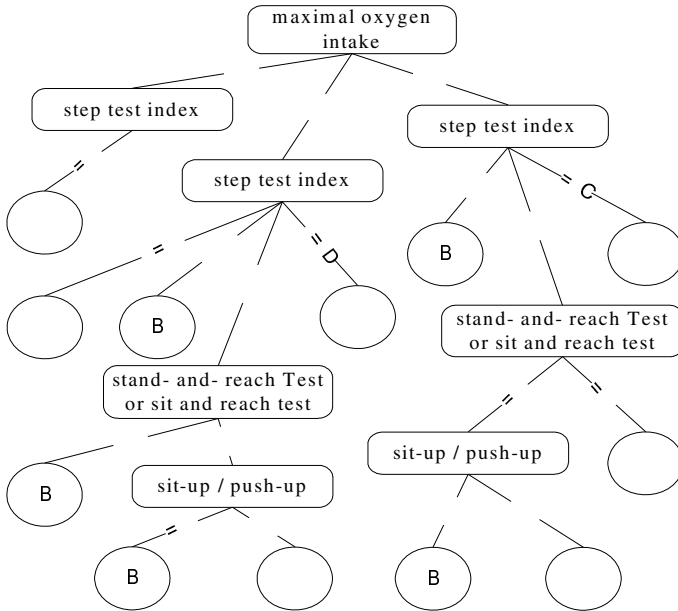 maximal oxygen
intake
step test index
step test index
=
step test index
= C
B
=
B
= D
stand- and- reach Test
or sit and reach test
stand- and- reach Test
or sit and reach test
=
=
B
sit-up / push-up
sit-up / push-up
=
B
B